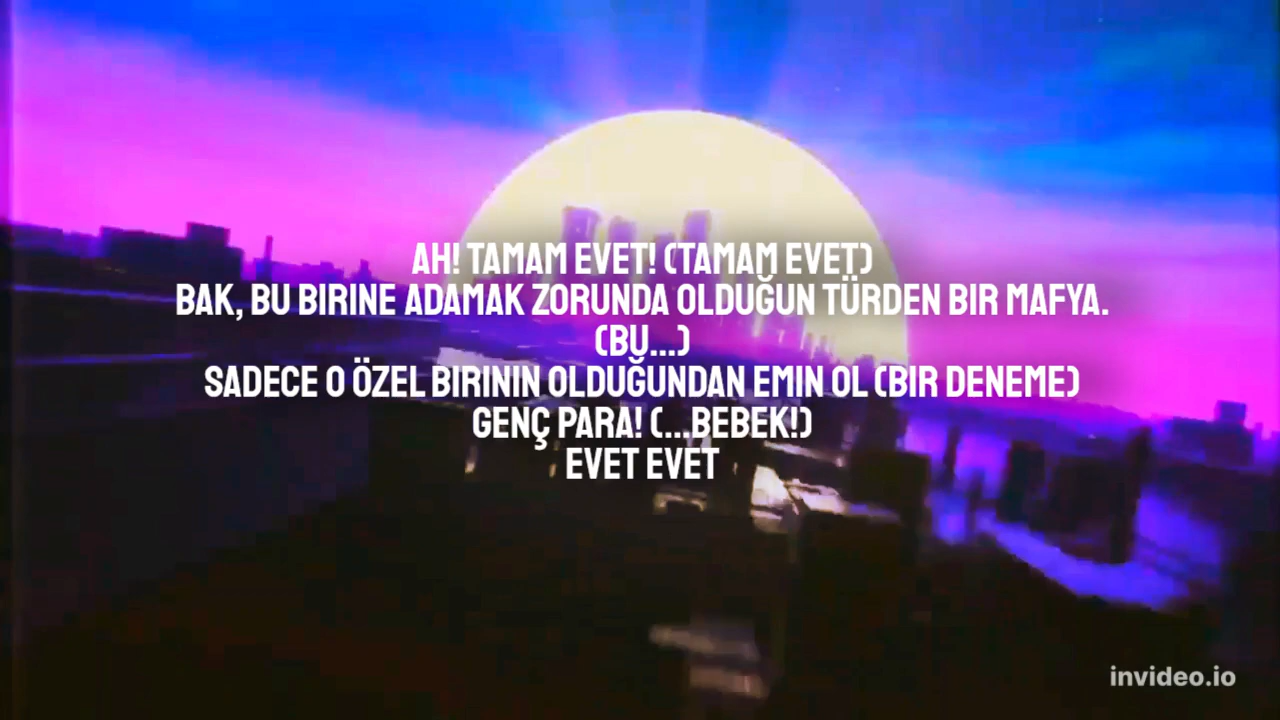 AH! TAMAM EVET! (TAMAM EVET)
BAK, BU BIRINE ADAMAK ZORUNDA OLDUĞUN TÜRDEN BIR MAFYA.
(BU...)
SADECE O ÖZEL BIRININ OLDUĞUNDAN EMIN OL (BIR DENEME)
GENÇ PARA! (...BEBEK!)
EVET EVET
invideo.io